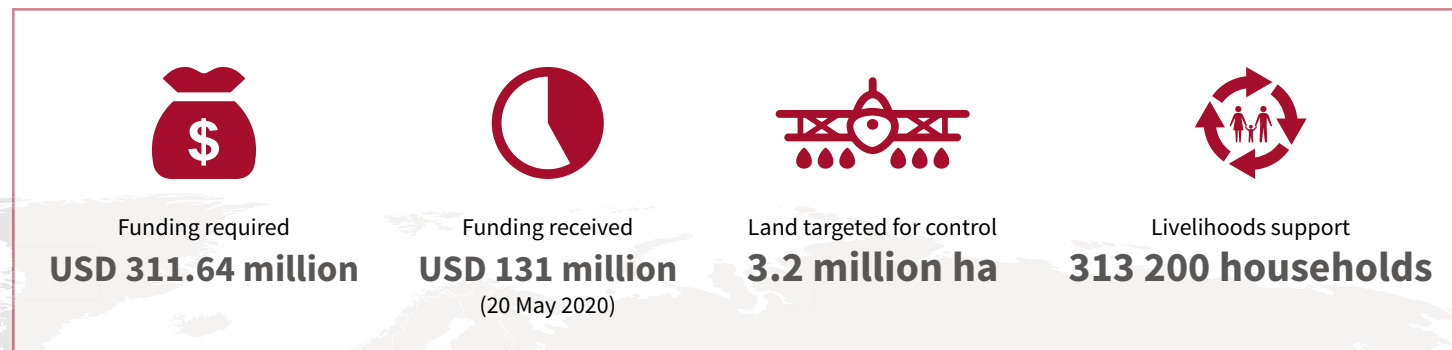 $
Funding required
USD 311.64 million
Funding received
USD 131 million
(20 May 2020)
Land targeted for control
3.2 million ha
Livelihoods support
313 200 households